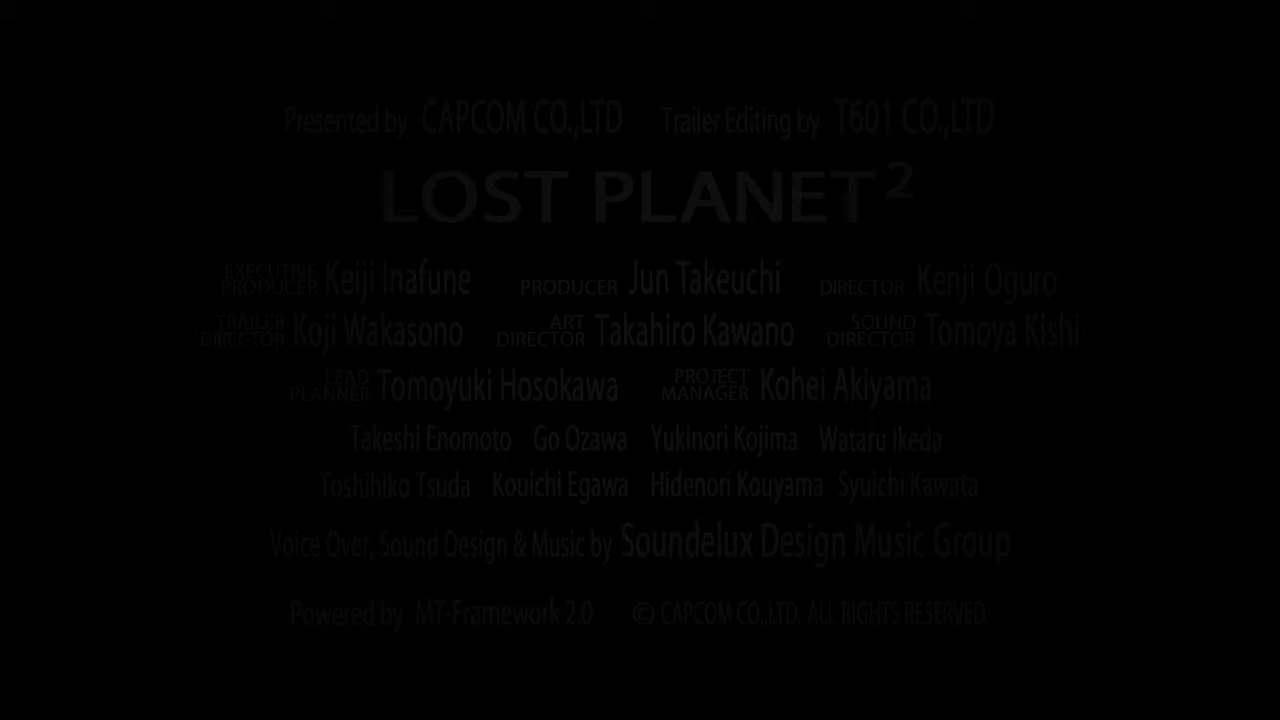 Presented by CAPCOM CO.,LTD Trailer Editing by T601 CO.,LTD
LOST PLANET 2
EXECUTIVE PRODUCER Keiji Inafune PRODUCER Jun Takeuchi DIRECTOR Kenji Oguro
TRAILER DIRECTOR Koji Wakasono ART DIRECTOR Takahiro Kawano SOUND DIRECTOR Tomoya Kishi
LEAD PLANNER Tomoyuki Hosokawa PROJECT MANAGER Kohei Akiyama
Takeshi Enomoto Go Ozawa Yukinori Kojima Wataru Ikeda
Toshihiko Tsuda Kouichi Egawa Hidenori Kouyama Syuichi Kawata
Voice Over, Sound Design & Music by Soundelux Design Music Group
Powered by MT-Framework 2.0 © CAPCOM CO.,LTD. ALL RIGHTS RESERVED.